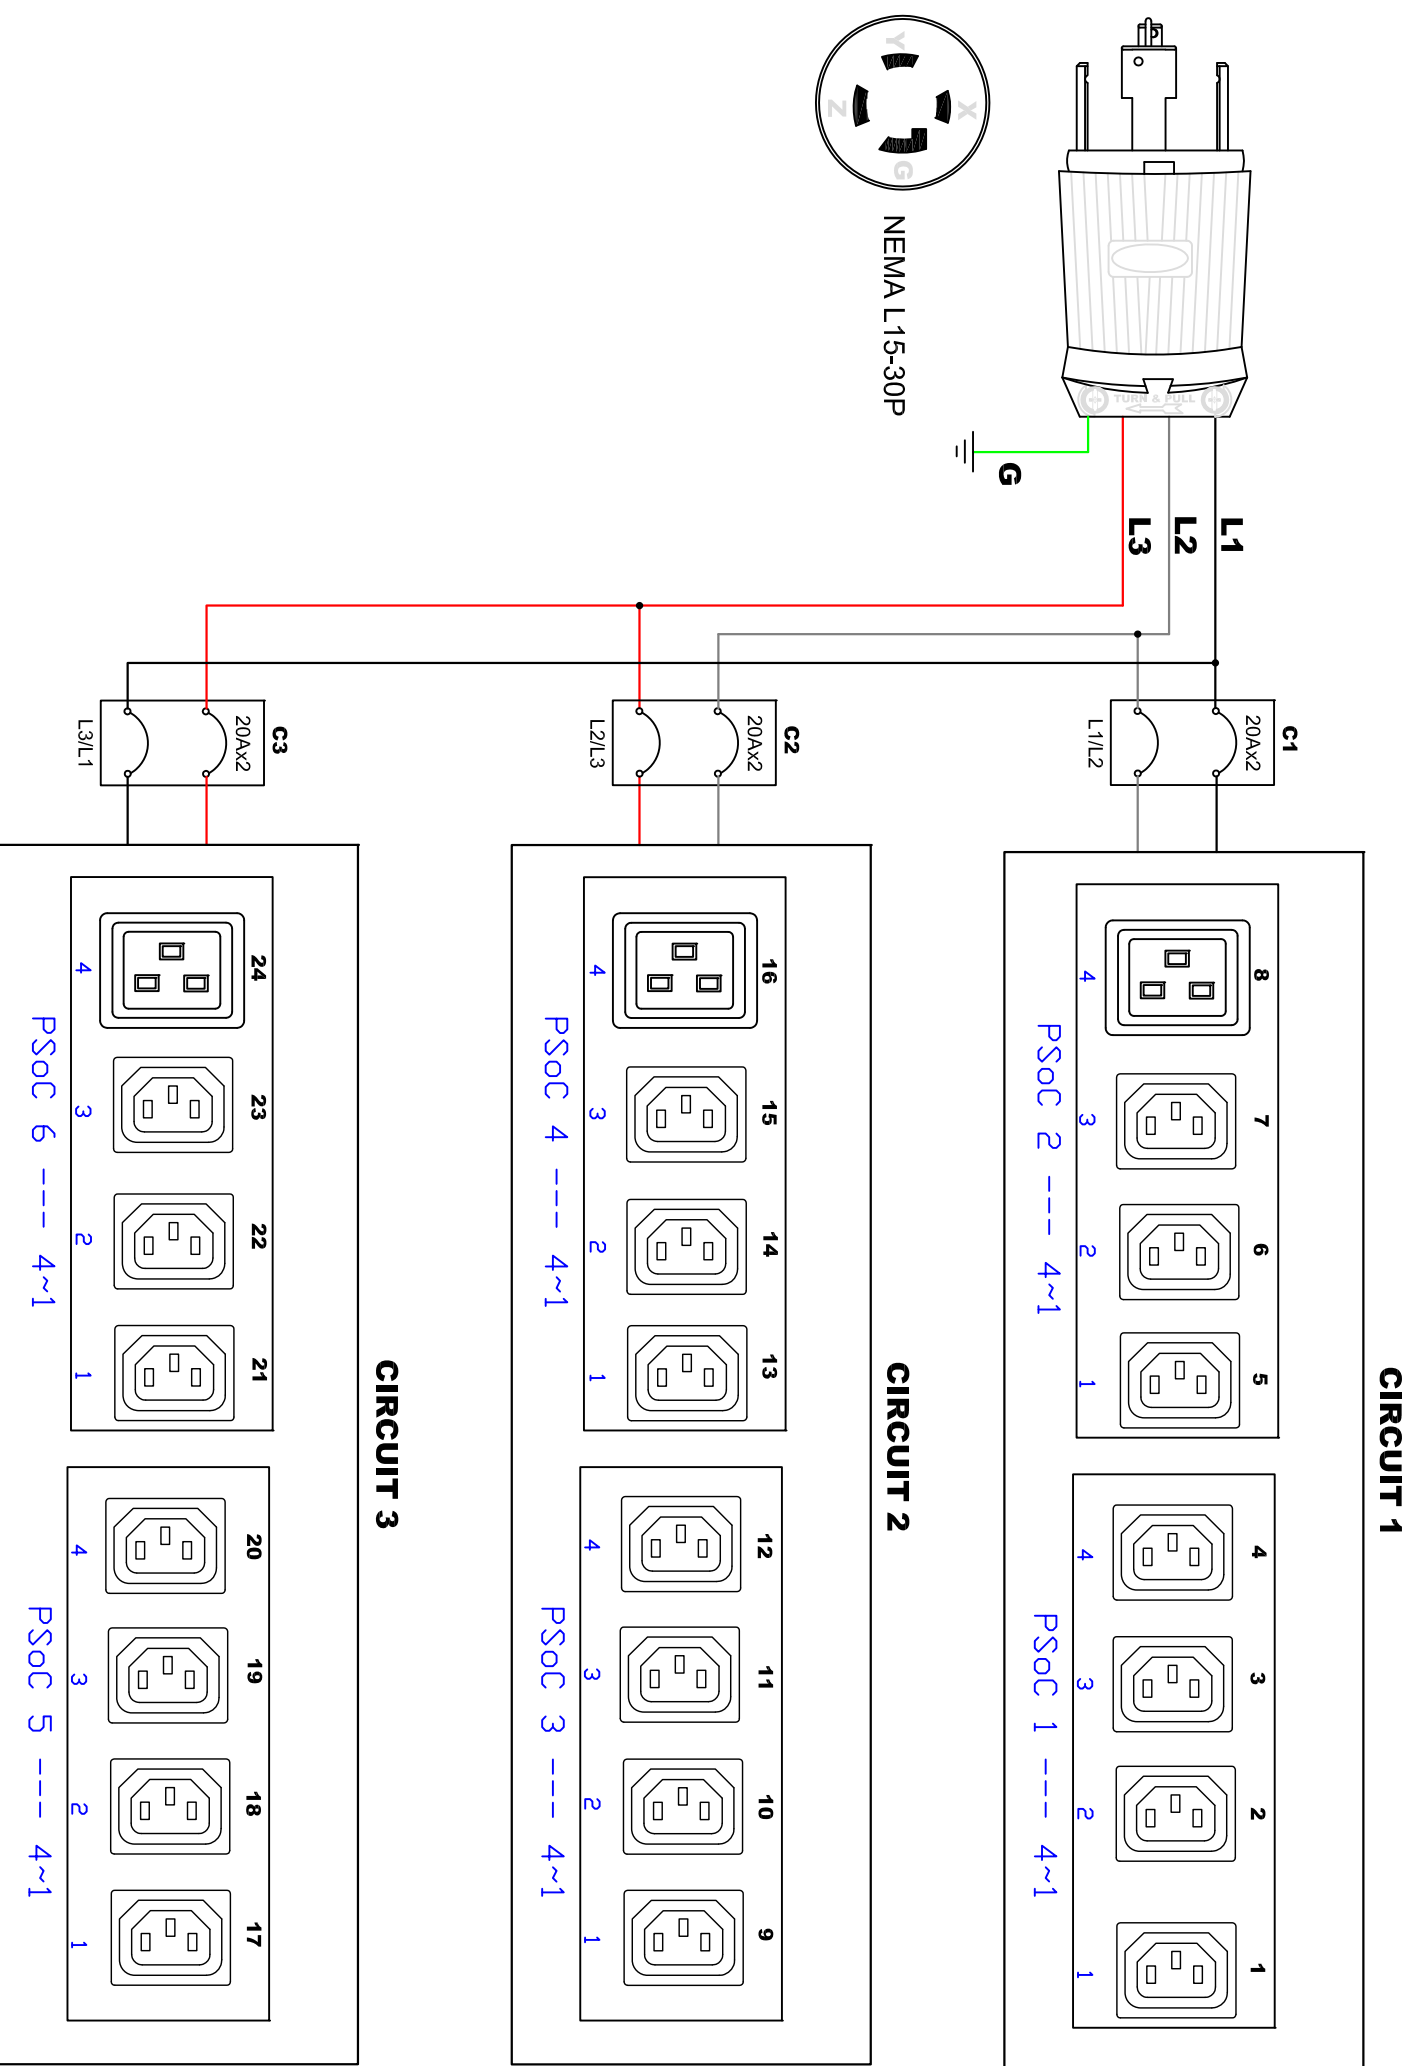 Y
X
Z
G
NEMA L15-30P
TURN & PULL
G
L1
L2
L3
C1
20Ax2
L1/L2
C2
20Ax2
L2/L3
C3
20Ax2
L3/L1
CIRCUIT 1
8
7
6
5
4
3
2
1
4
3
2
1
PSoC 2 --- 4~1
4
3
2
1
PSoC 1 --- 4~1
CIRCUIT 2
16
15
14
13
12
11
10
9
4
3
2
1
PSoC 4 --- 4~1
4
3
2
1
PSoC 3 --- 4~1
CIRCUIT 3
24
23
22
21
20
19
18
17
4
3
2
1
PSoC 6 --- 4~1
4
3
2
1
PSoC 5 --- 4~1